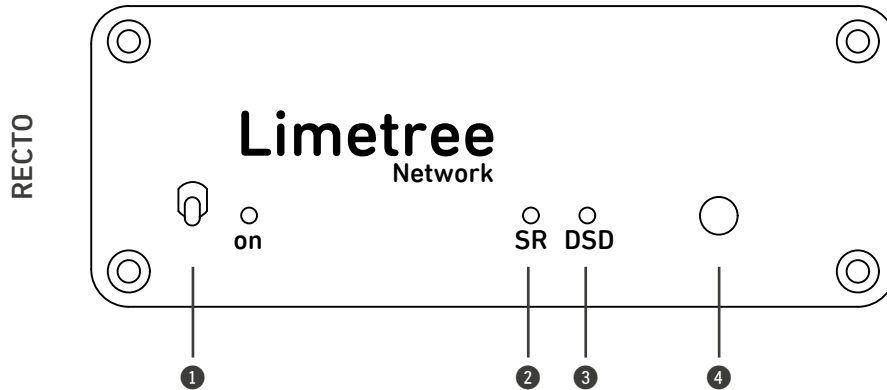 RECTO
Limetree
Network
on
SR DSD
1 2 3 4